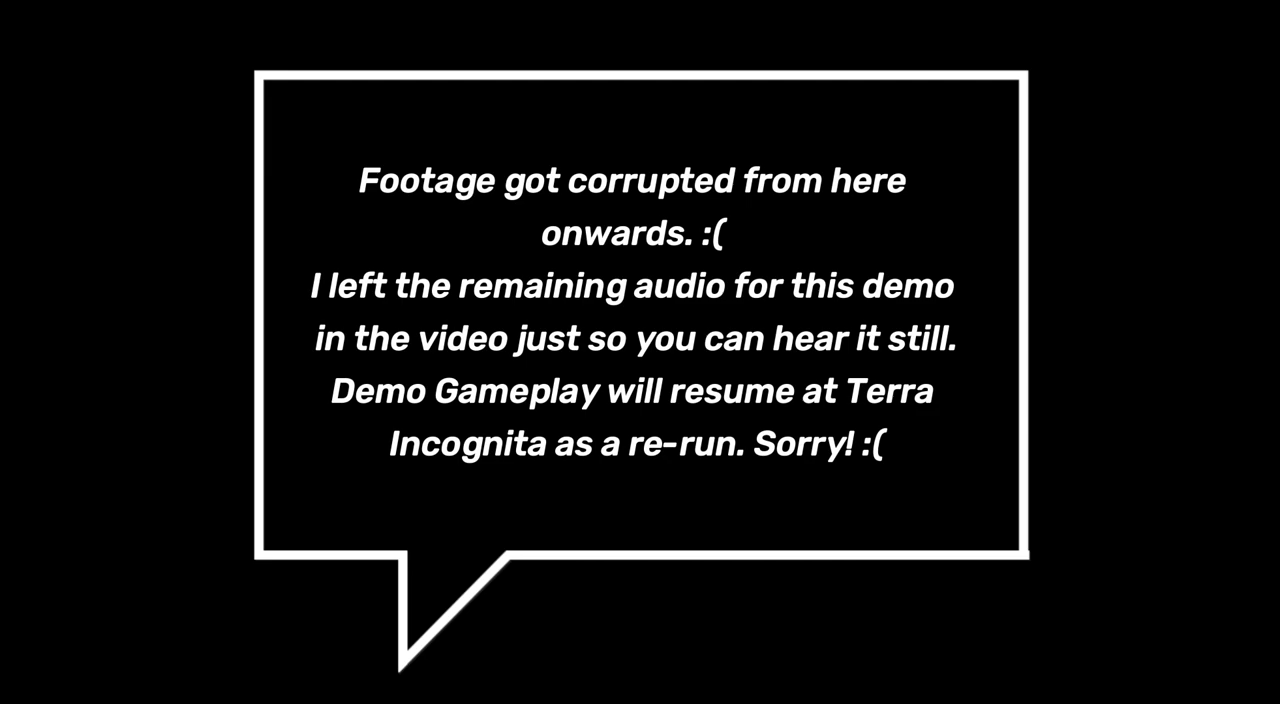 Footage got corrupted from here
onwards. :(
I left the remaining audio for this demo
in the video just so you can hear it still.
Demo Gameplay will resume at Terra
Incognita as a re-run. Sorry! :(